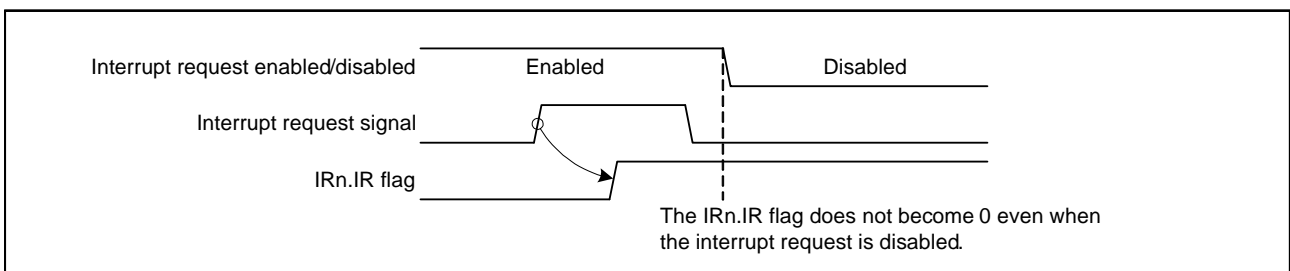 Interrupt request enabled/disabled Enabled Disabled
Interrupt request signal
IRn.IR flag
The IRn.IR flag does not become 0 even when
the interrupt request is disabled.